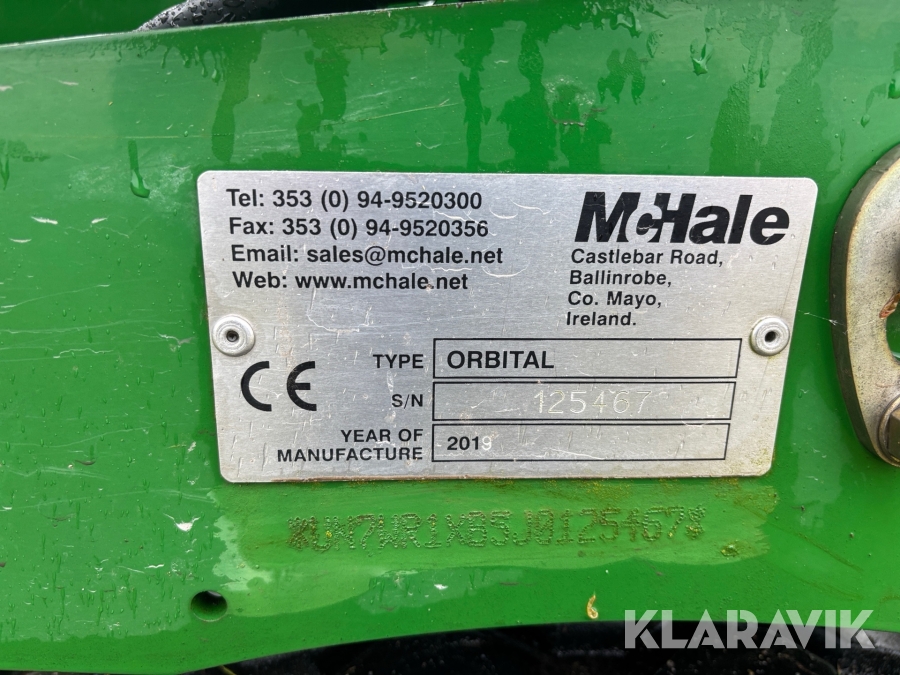 Tel: 353 (0) 94-9520300
Fax: 353 (0) 94-9520356
Email: sales@mchale.net
Web: www.mchale.net
McHale
Castlebar Road,
Ballinrobe,
Co. Mayo,
Ireland.
CE
TYPE ORBITAL
S/N 125467
YEAR OF MANUFACTURE 2019
KLARAVIK